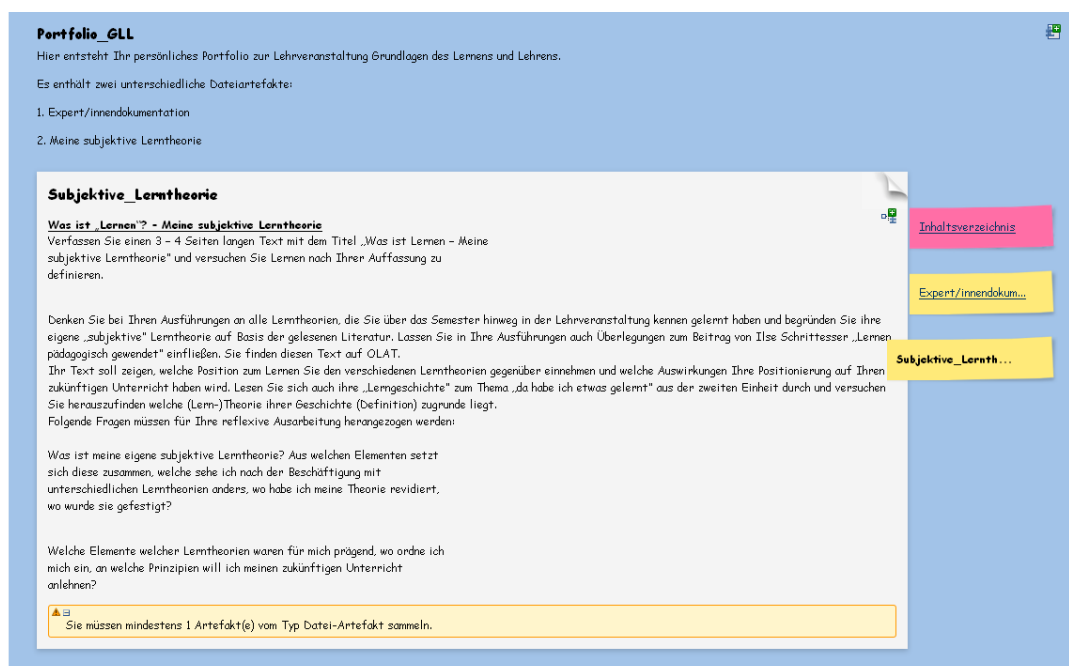 Portfolio_GLL
Hier entsteht Ihr persönliches Portfolio zur Lehrveranstaltung Grundlagen des Lernens und Lehrens.
Es enthält zwei unterschiedliche Dateiartefakte:
1. Expert/innendokumentation
2. Meine subjektive Lerntheorie
Subjektive_Lerntheorie
Was ist „Lernen"? - Meine subjektive Lerntheorie
Verfassen Sie einen 3 – 4 Seiten langen Text mit dem Titel „Was ist Lernen – Meine
subjektive Lerntheorie" und versuchen Sie Lernen nach Ihrer Auffassung zu
definieren.
Denken Sie bei Ihren Ausführungen an alle Lerntheorien, die Sie über das Semester hinweg in der Lehrveranstaltung kennen gelernt haben und begründen Sie ihre
eigene „subjektive" Lerntheorie auf Basis der gelesenen Literatur. Lassen Sie in Ihre Ausführungen auch Überlegungen zum Beitrag von Ilse Schrittesser „Lernen
pädagogisch gewendet" einfließen. Sie finden diesen Text auf OLAT.
Ihr Text soll zeigen, welche Position zum Lernen Sie den verschiedenen Lerntheorien gegenüber einnehmen und welche Auswirkungen Ihre Positionierung auf Ihren
zukünftigen Unterricht haben wird. Lesen Sie sich auch ihre „Lerngeschichte" zum Thema „da habe ich etwas gelernt" aus der zweiten Einheit durch und versuchen
Sie herauszufinden welche (Lern-)Theorie ihrer Geschichte (Definition) zugrunde liegt.
Folgende Fragen müssen für Ihre reflexive Ausarbeitung herangezogen werden:
Was ist meine eigene subjektive Lerntheorie? Aus welchen Elementen setzt
sich diese zusammen, welche sehe ich nach der Beschäftigung mit
unterschiedlichen Lerntheorien anders, wo habe ich meine Theorie revidiert,
wo wurde sie gefestigt?
Welche Elemente welcher Lerntheorien waren für mich prägend, wo ordne ich
mich ein, an welche Prinzipien will ich meinen zukünftigen Unterricht
anlehnen?
Sie müssen mindestens 1 Artefakt(e) vom Typ Datei-Artefakt sammeln.
Inhaltsverzeichnis
Expert/innendokum...
Subjektive_Lernth...